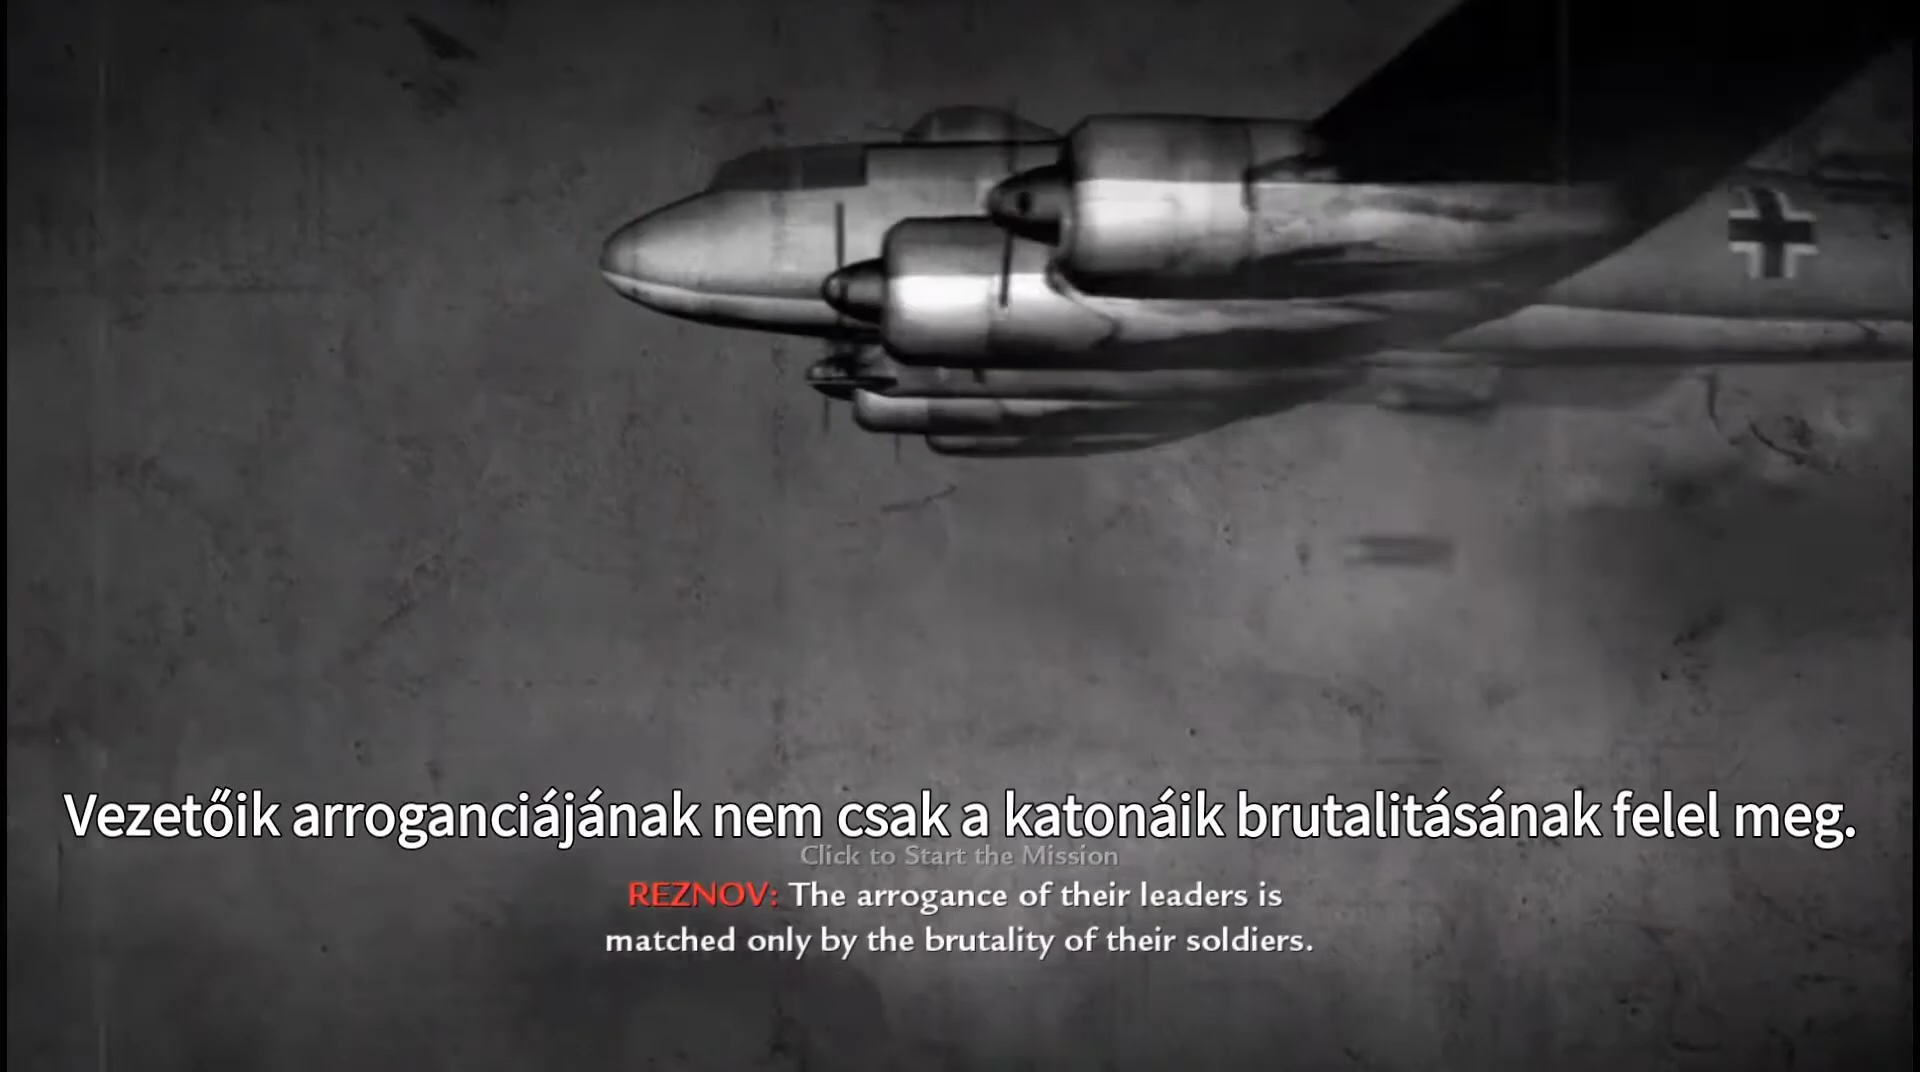 Vezetőik arroganciájának nem csak a katonáik brutalitásának felel meg.
Click to Start the Mission
REZNOV: The arrogance of their leaders is
matched only by the brutality of their soldiers.